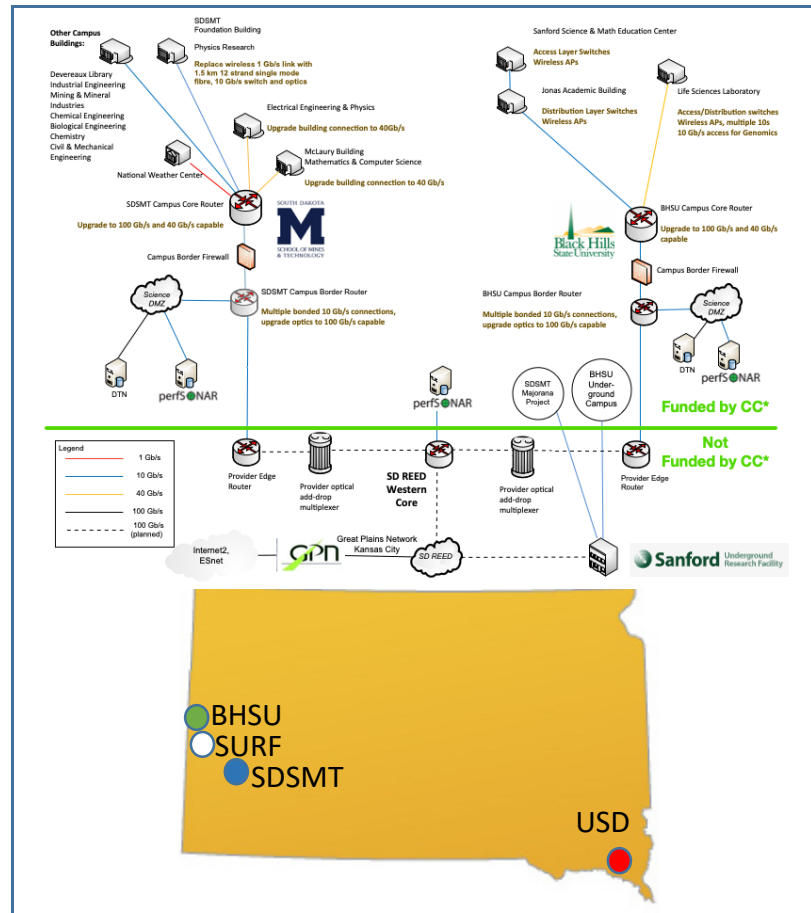 Other Campus
Buildings:
Devereaux Library
Industrial Engineering
Mining & Mineral
Industries
Chemical Engineering
Biological Engineering
Chemistry
Civil & Mechanical
Engineering
SDSMT
Foundation Building
Physics Research
Replace wireless 1 Gb/s link with
1.5 km 12 strand single mode
fibre, 10 Gb/s switch and optics
Electrical Engineering & Physics
Upgrade building connection to 40Gb/s
McLaury Building
Mathematics & Computer Science
Upgrade building connection to 40 Gb/s
National Weather Center
SDSMT Campus Core Router
Upgrade to 100 Gb/s and 40 Gb/s capable
SOUTH DAKOTA
M
SCHOOL OF MINES
& TECHNOLOGY
Campus Border Firewall
SDSMT Campus Border Router
Multiple bonded 10 Gb/s connections,
upgrade optics to 100 Gb/s capable
Science
DMZ
DTN
perfSONAR
perfSONAR
Sanford Science & Math Education Center
Access Layer Switches
Wireless APs
Jonas Academic Building
Distribution Layer Switches
Wireless APs
Life Sciences Laboratory
Access/Distribution switches
Wireless APs, multiple 10s
10 Gb/s access for Genomics
Black Hills
State University
BHSU Campus Core Router
Upgrade to 100 Gb/s and 40 Gb/s
capable
Campus Border Firewall
BHSU Campus Border Router
Multiple bonded 10 Gb/s connections,
upgrade optics to 100 Gb/s capable
Science
DMZ
DTN
perfSONAR
SDSMT
Majorana
Project
BHSU
Under-
ground
Campus
Funded by CC*
Not
Funded by CC*
Legend
1 Gb/s
10 Gb/s
40 Gb/s
100 Gb/s
100 Gb/s
(planned)
Provider Edge
Router
Provider optical
add-drop
multiplexer
SD REED
Western
Core
Provider optical
add-drop
multiplexer
Provider Edge
Router
Internet2,
ESnet
GPN
Great Plains Network
Kansas City
SD REED
Sanford Underground
Research Facility
BHSU
SURF
SDSMT
USD